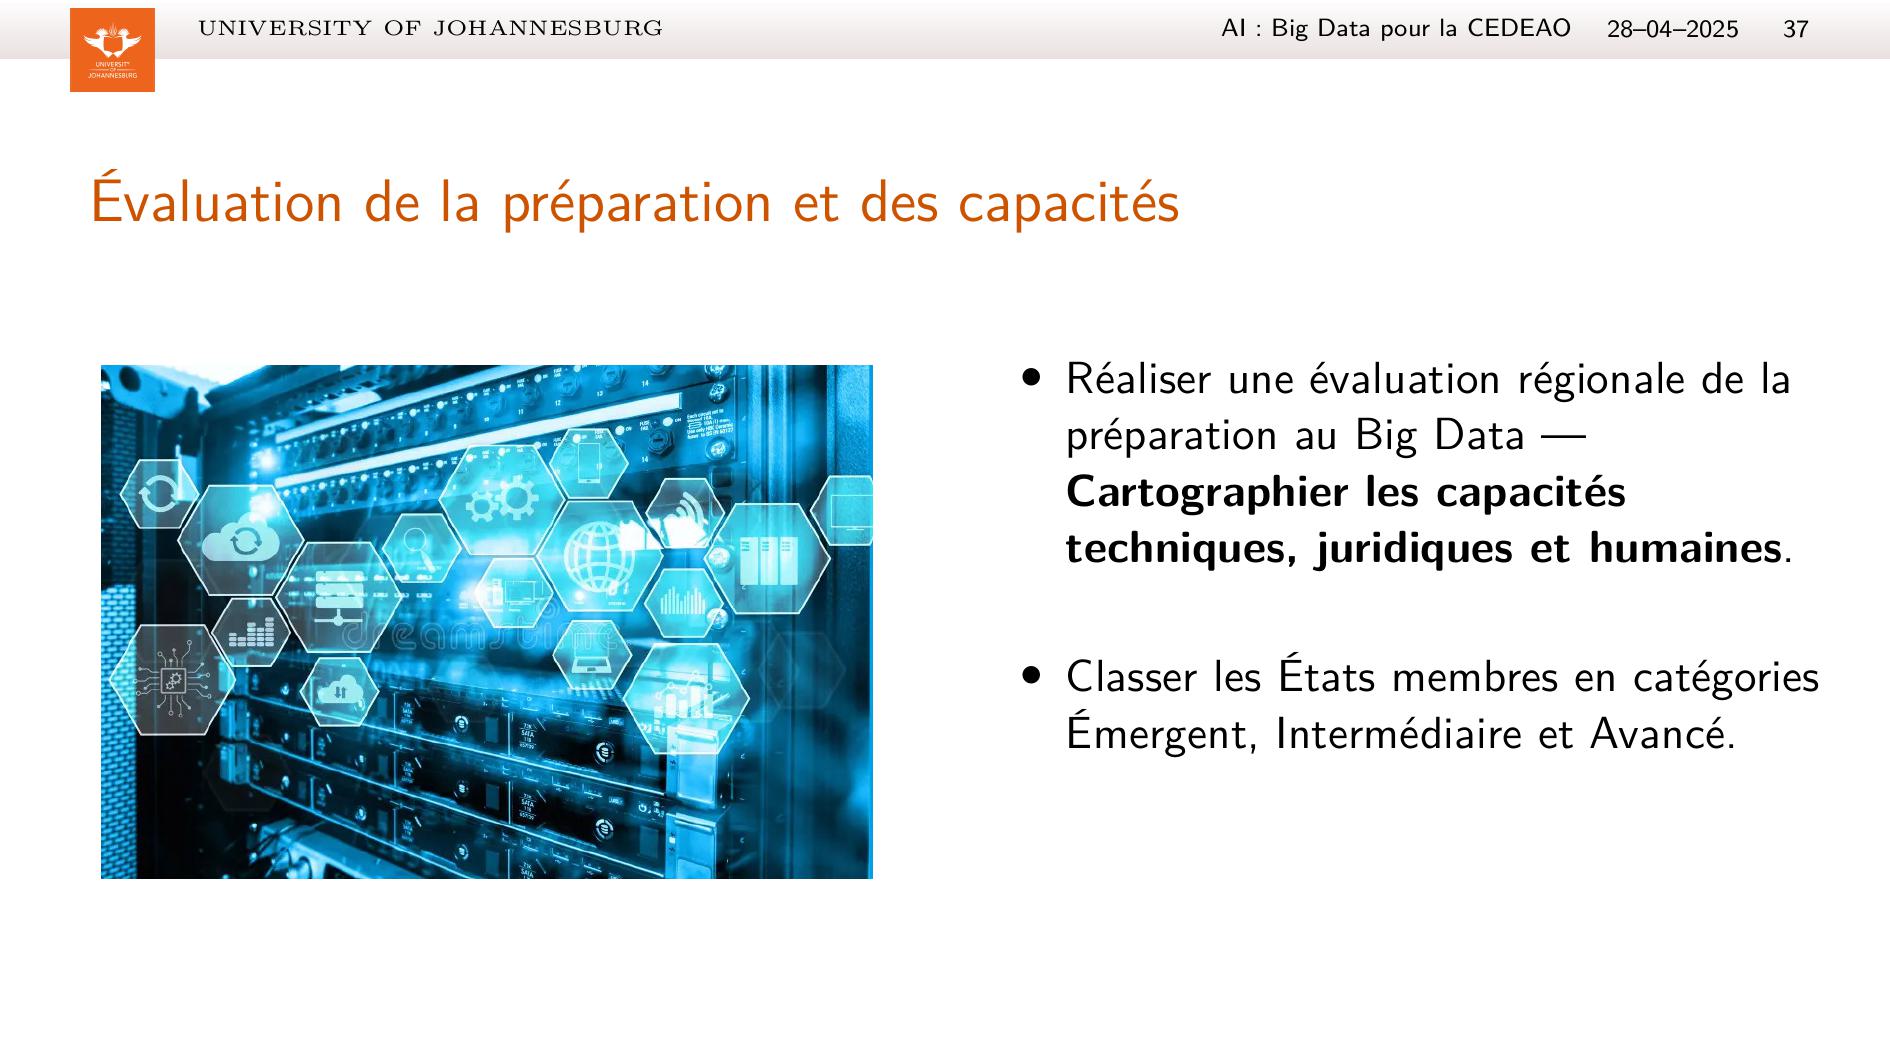 UNIVERSITY OF JOHANNESBURG
AI : Big Data pour la CEDEAO 28–04–2025 37
UNIVERSITY
OF
JOHANNESBURG
Évaluation de la préparation et des capacités
• Réaliser une évaluation régionale de la
préparation au Big Data —
Cartographier les capacités
techniques, juridiques et humaines.
• Classer les États membres en catégories
Émergent, Intermédiaire et Avancé.
dreamstime